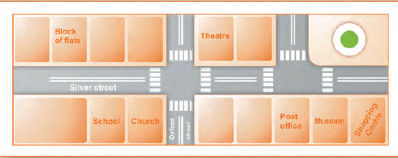 Block
of flats
Theatre
Silver street
School
Church
Oxford
street
Post
office
Museum
Shopping
Centre